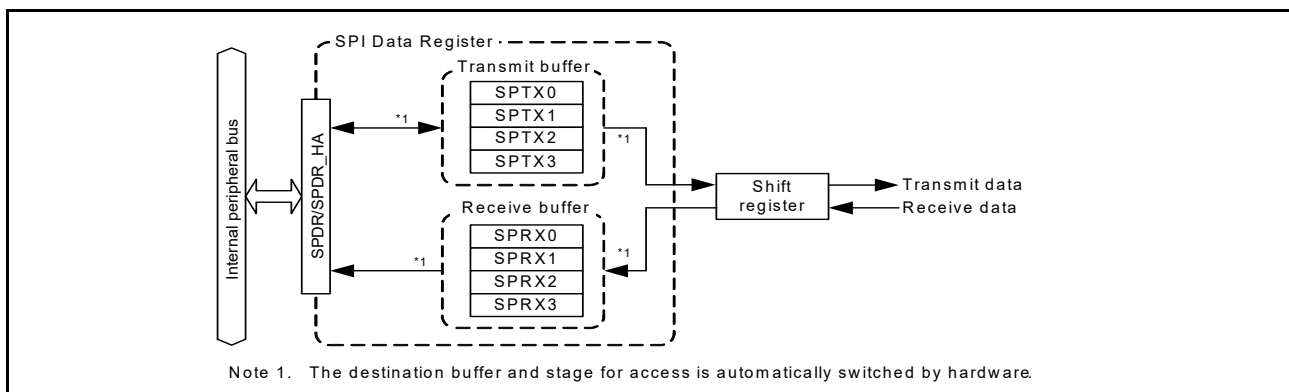 SPI Data Register
Transmit buffer
SPTX0
SPTX1
SPTX2
SPTX3
*1
*1
Internal peripheral bus
SPDR/SPDR_HA
Shift
register
Transmit data
Receive data
Receive buffer
SPRX0
SPRX1
SPRX2
SPRX3
*1
*1
Note 1. The destination buffer and stage for access is automatically switched by hardware.